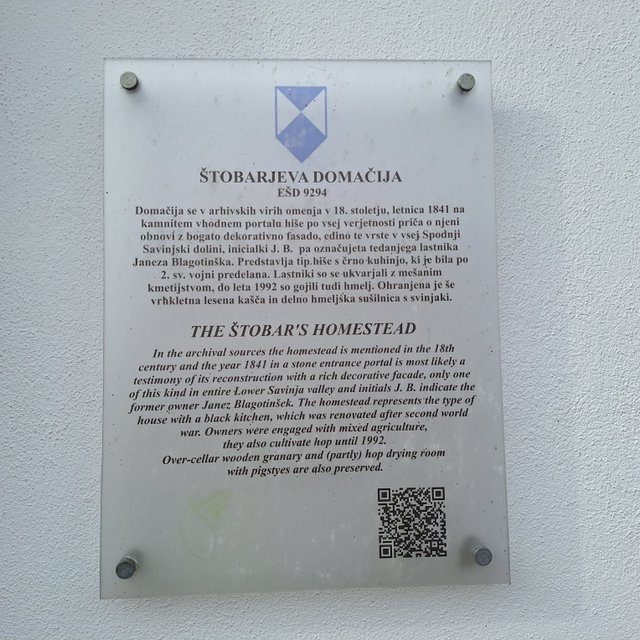 ŠTOBARJEVA DOMAČIJA
EŠD 9294
Domačija se v arhivskih virih omenja v 18. stoletju, letnica 1841 na
kamnitem vhodnem portalu hiše po vsej verjetnosti priča o njeni
obnovi z bogato dekorativno fasado, edino te vrste v vsej Spodnji
Savinjski dolini, inicialki J. B. pa označujeta tedanjega lastnika
Janeza Blagotinška. Predstavlja tip hiše s črno kuhinjo, ki je bila po
2. sv. vojni predelana. Lastniki so se ukvarjali z mešanim
kmetijstvom, do leta 1992 so gojili tudi hmelj. Ohranjena je še
vrhkletna lesena kašča in delno hmeljška sušilnica s svinjaki.
THE ŠTOBAR'S HOMESTEAD
In the archival sources the homestead is mentioned in the 18th
century and the year 1841 in a stone entrance portal is most likely a
testimony of its reconstruction with a rich decorative facade, only one
of this kind in entire Lower Savinja valley and initials J. B. indicate the
former owner Janez Blagotinšek. The homestead represents the type of
house with a black kitchen, which was renovated after second world
war. Owners were engaged with mixed agriculture,
they also cultivate hop until 1992.
Over-cellar wooden granary and (partly) hop drying room
with pigstyes are also preserved.